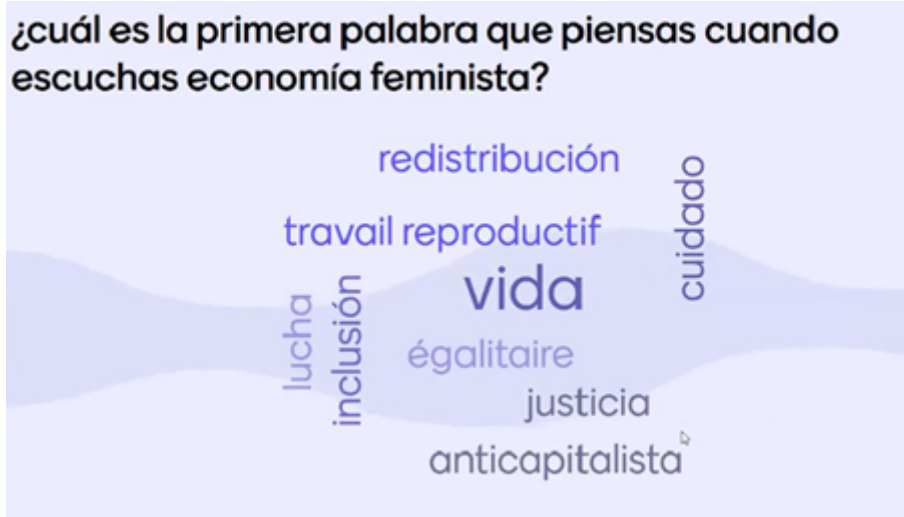 ¿cuál es la primera palabra que piensas cuando
escuchas economía feminista?
redistribución
cuidado
travail reproductif
vida
lucha
inclusión
égalitaire
justicia
anticapitalista